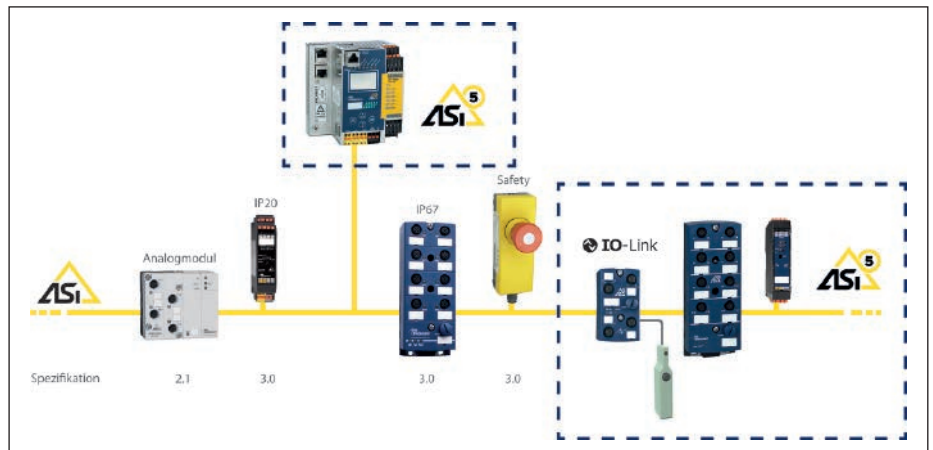 ASi 5
Safety
IP20
IP67
IO-Link
Analogmodul
ASi
ASi 5
Spezifikation 2,1 3,0 3,0 3,0